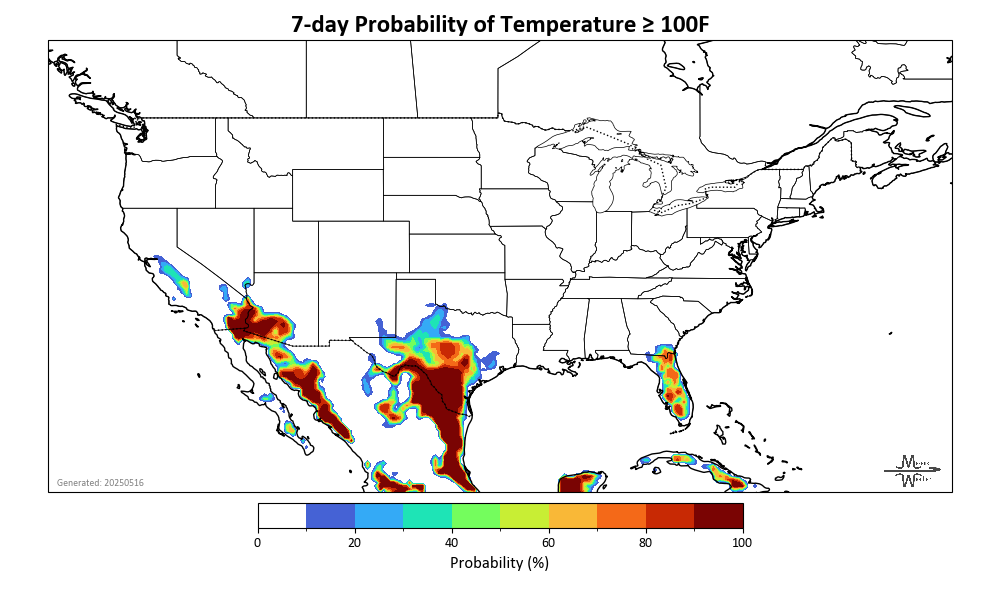 7-day Probability of Temperature ≥ 100F
Generated: 20250516
0 20 40 60 80 100
Probability (%)